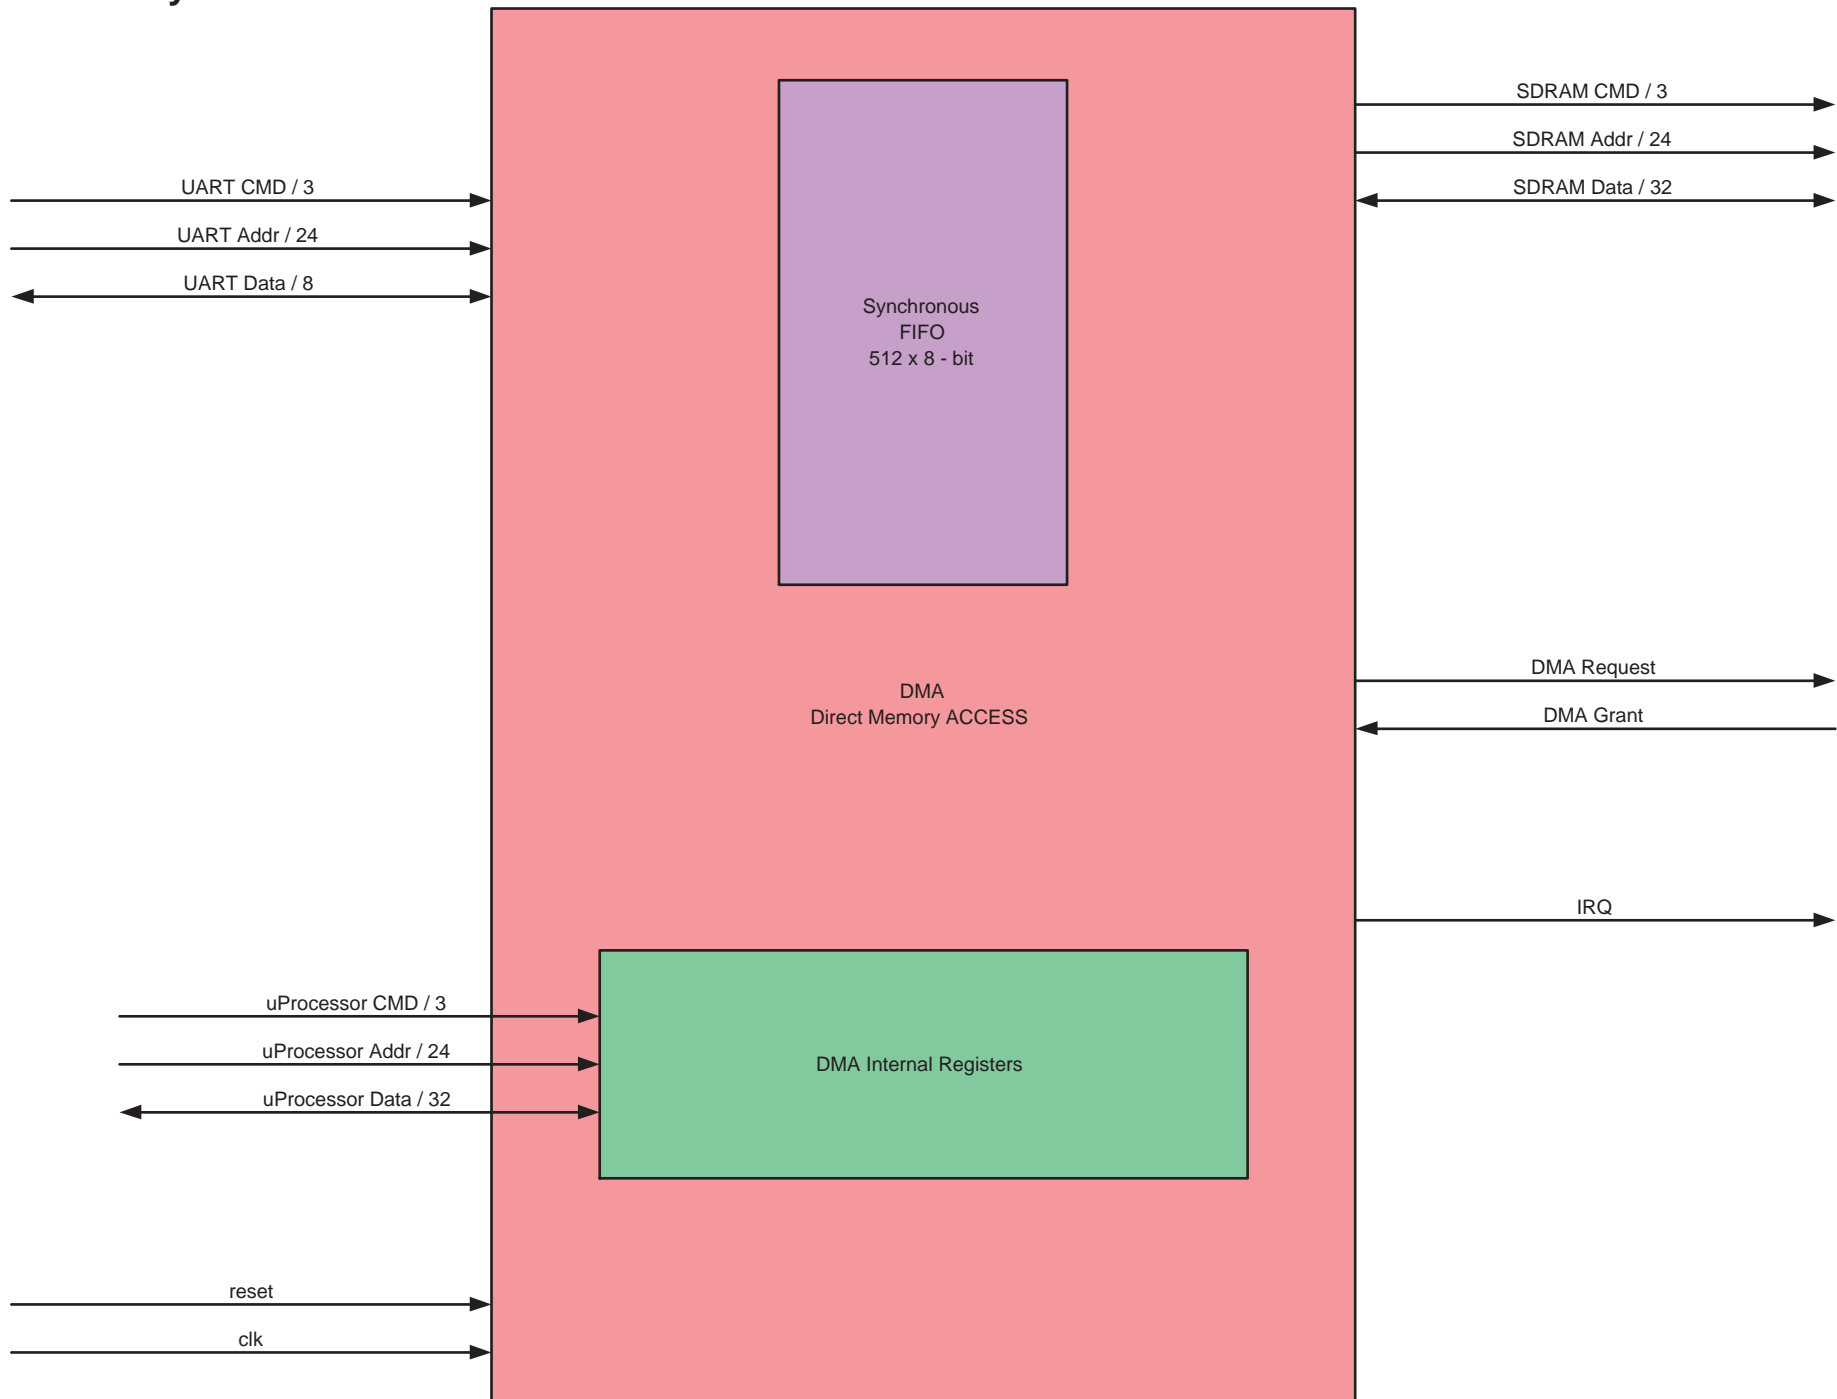 SDRAM CMD / 3
SDRAM Addr / 24
SDRAM Data / 32
UART CMD / 3
UART Addr / 24
UART Data / 8
Synchronous
FIFO
512 x 8 - bit
DMA
Direct Memory ACCESS
DMA Request
DMA Grant
IRQ
uProcessor CMD / 3
uProcessor Addr / 24
uProcessor Data / 32
DMA Internal Registers
reset
clk